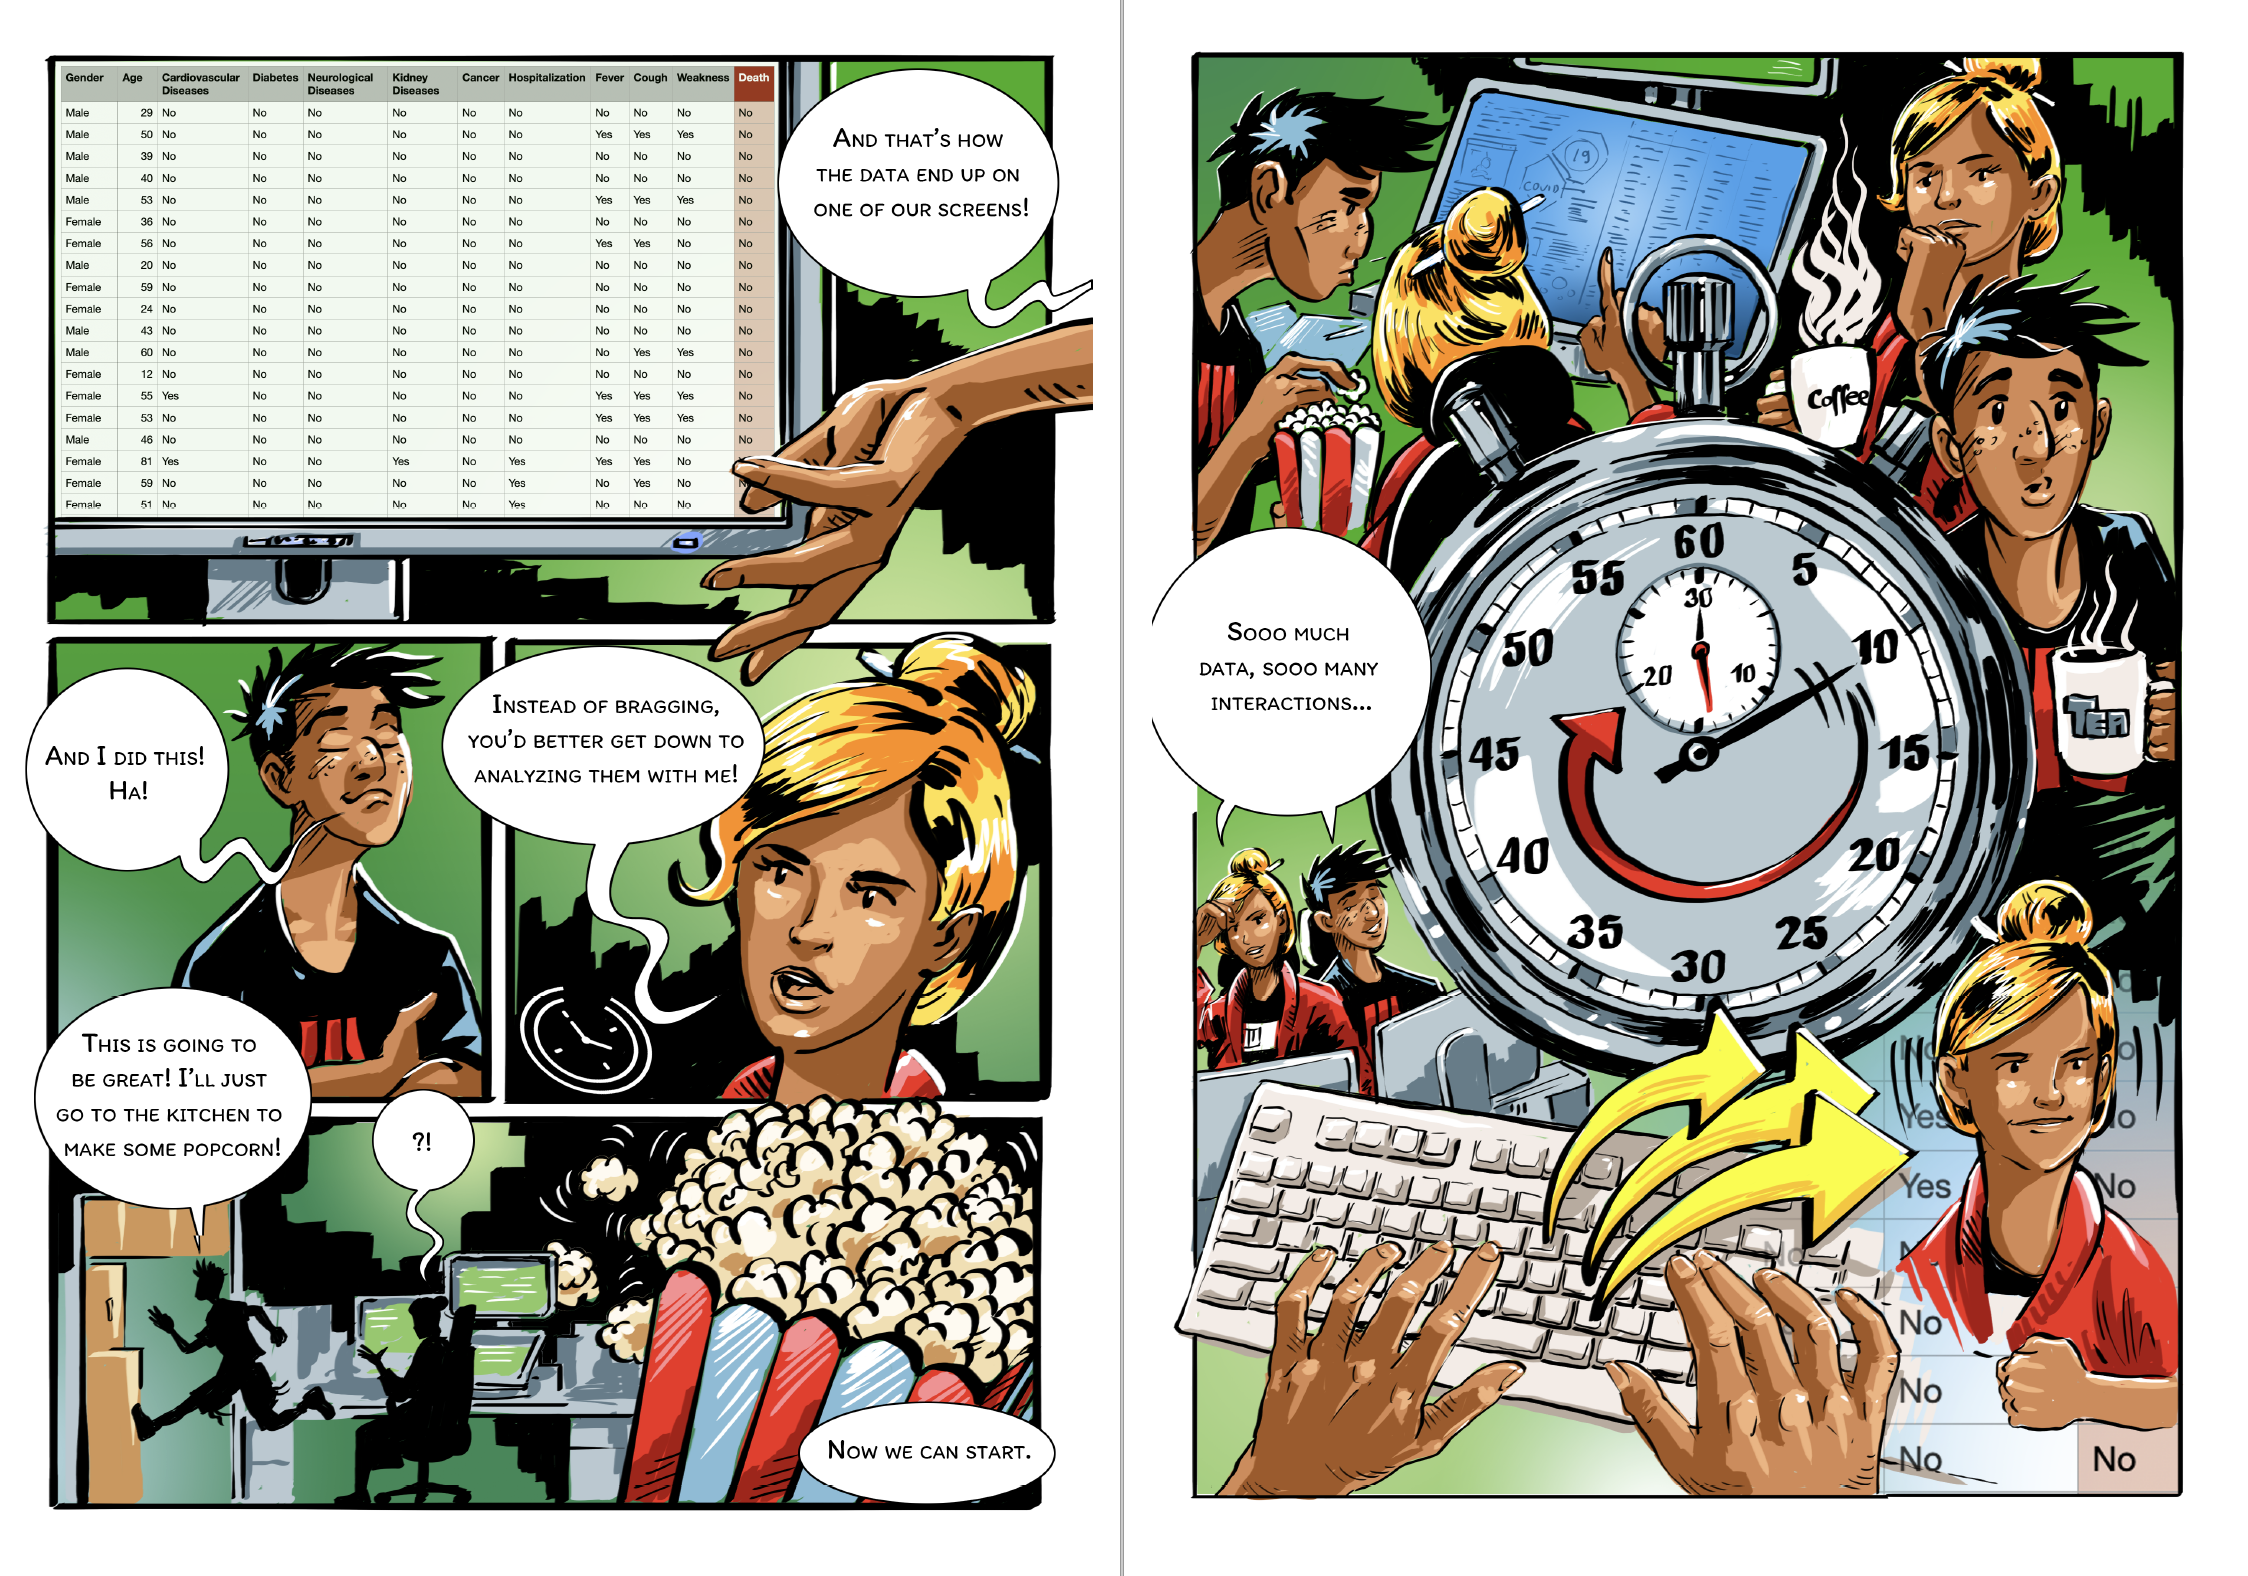 Gender Age Cardiovascular Diseases Diabetes Neurological Diseases Kidney Diseases Cancer Hospitalization Fever Cough Weakness Death
Male 29 No No No No No No No No No No
Male 50 No No No No No No Yes Yes Yes No
Male 39 No No No No No No No No No No
Male 40 No No No No No No No No No No
Male 53 No No No No No No Yes Yes Yes No
Female 36 No No No No No No No No No No
Female 56 No No No No No No Yes Yes No No
Male 20 No No No No No No No No No No
Female 59 No No No No No No No No No No
Female 24 No No No No No No No No No No
Male 43 No No No No No No No No No No
Male 60 No No No No No No No Yes Yes No
Female 12 No No No No No No No No No No
Female 55 Yes No No No No No Yes Yes Yes No
Female 53 No No No No No No Yes Yes Yes No
Male 46 No No No No No No No No No No
Female 81 Yes No No Yes No Yes Yes Yes No
Female 59 No No No No No Yes No Yes No
Female 51 No No No No No Yes No No No
And that's how
the data end up on
one of our screens!
And I did this!
Ha!
Instead of bragging,
you'd better get down to
analyzing them with me!
This is going to
be great! I'll just
go to the kitchen to
make some popcorn!
?!
Now we can start.
19
Covid
Coffee
Tea
60
5
10
15
20
25
30
35
40
45
50
55
30
10
20
Sooo much
data, sooo many
interactions...
Yes
Yes No
No
No
No
No No